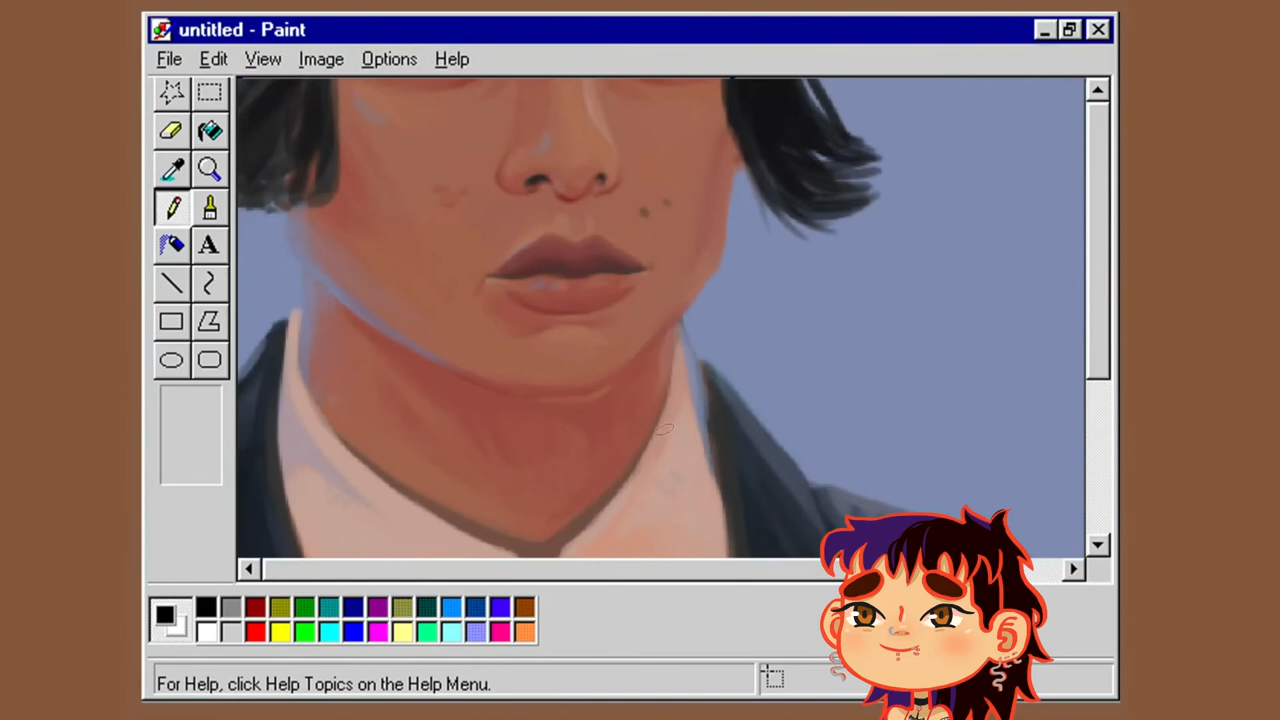 untitled - Paint
File Edit View Image Options Help
A
For Help, click Help Topics on the Help Menu.